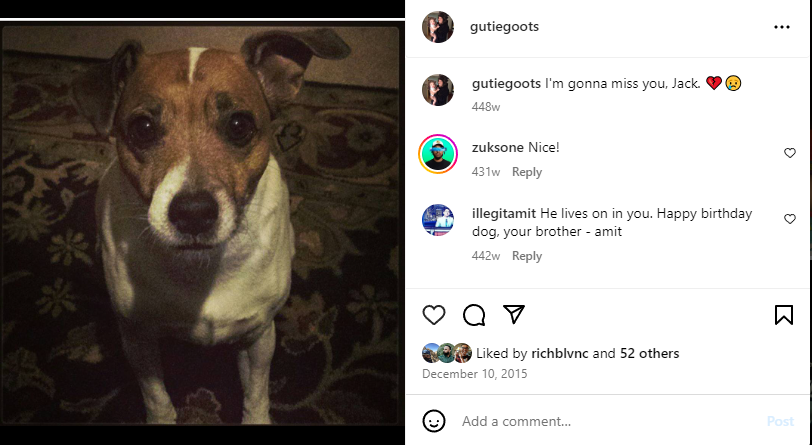 gutiegoots
gutiegoots I'm gonna miss you, Jack. 💔😢
448w
zuksone Nice!
431w Reply
illegitamit He lives on in you. Happy birthday
dog, your brother - amit
442w Reply
Liked by richblvnc and 52 others
December 10, 2015
Add a comment... Post